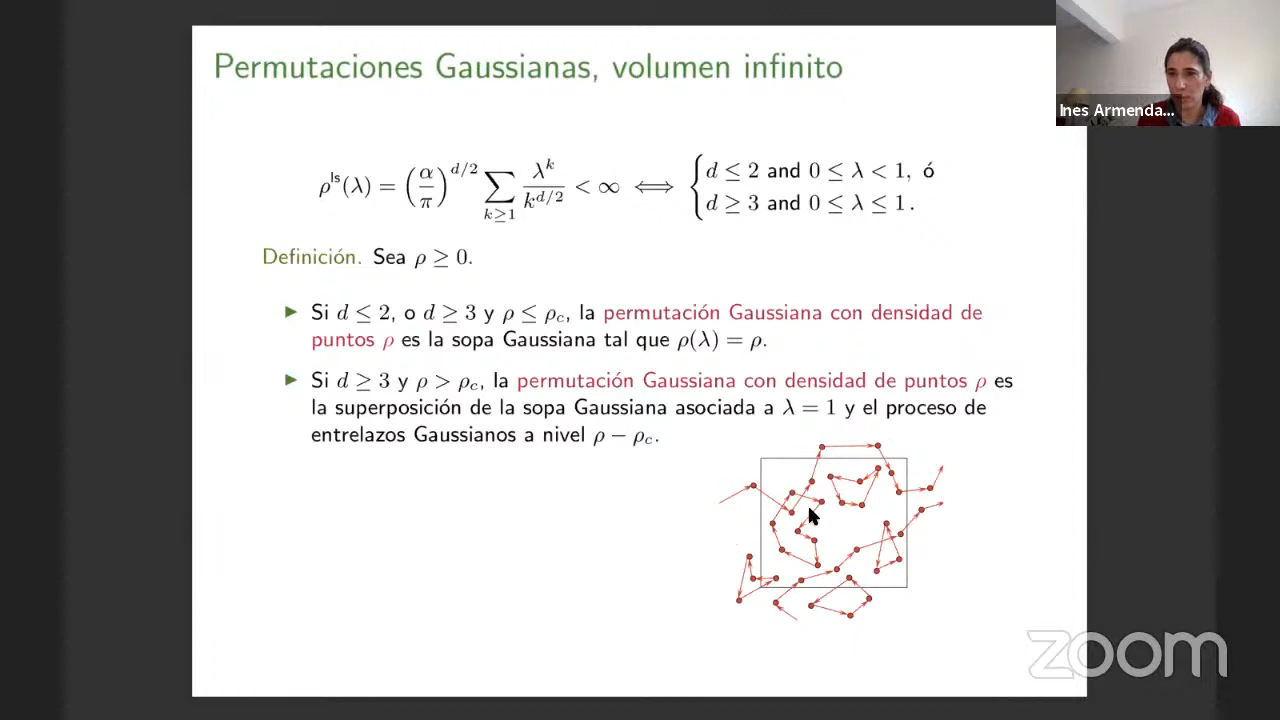 Permutaciones Gaussianas, volumen infinito
Ines Armenda...
ρ^ls(λ) = (α/π)^{d/2} ∑_{k≥1} λ^k / k^{d/2} < ∞ ⟺ { d ≤ 2 and 0 ≤ λ < 1, ó
d ≥ 3 and 0 ≤ λ ≤ 1.
Definición. Sea ρ ≥ 0.
▶ Si d ≤ 2, o d ≥ 3 y ρ ≤ ρ_c, la permutación Gaussiana con densidad de
puntos ρ es la sopa Gaussiana tal que ρ(λ) = ρ.
▶ Si d ≥ 3 y ρ > ρ_c, la permutación Gaussiana con densidad de puntos ρ es
la superposición de la sopa Gaussiana asociada a λ = 1 y el proceso de
entrelazos Gaussianos a nivel ρ − ρ_c.
zoom